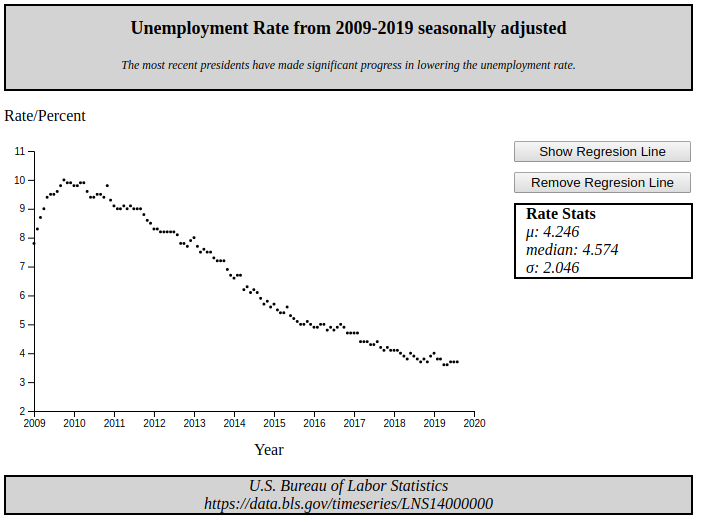 Unemployment Rate from 2009-2019 seasonally adjusted
The most recent presidents have made significant progress in lowering the unemployment rate.
Rate/Percent
11
10
9
8
7
6
5
4
3
2
2009 2010 2011 2012 2013 2014 2015 2016 2017 2018 2019 2020
Year
Show Regresion Line
Remove Regresion Line
Rate Stats
μ: 4.246
median: 4.574
σ: 2.046
U.S. Bureau of Labor Statistics
https://data.bls.gov/timeseries/LNS14000000